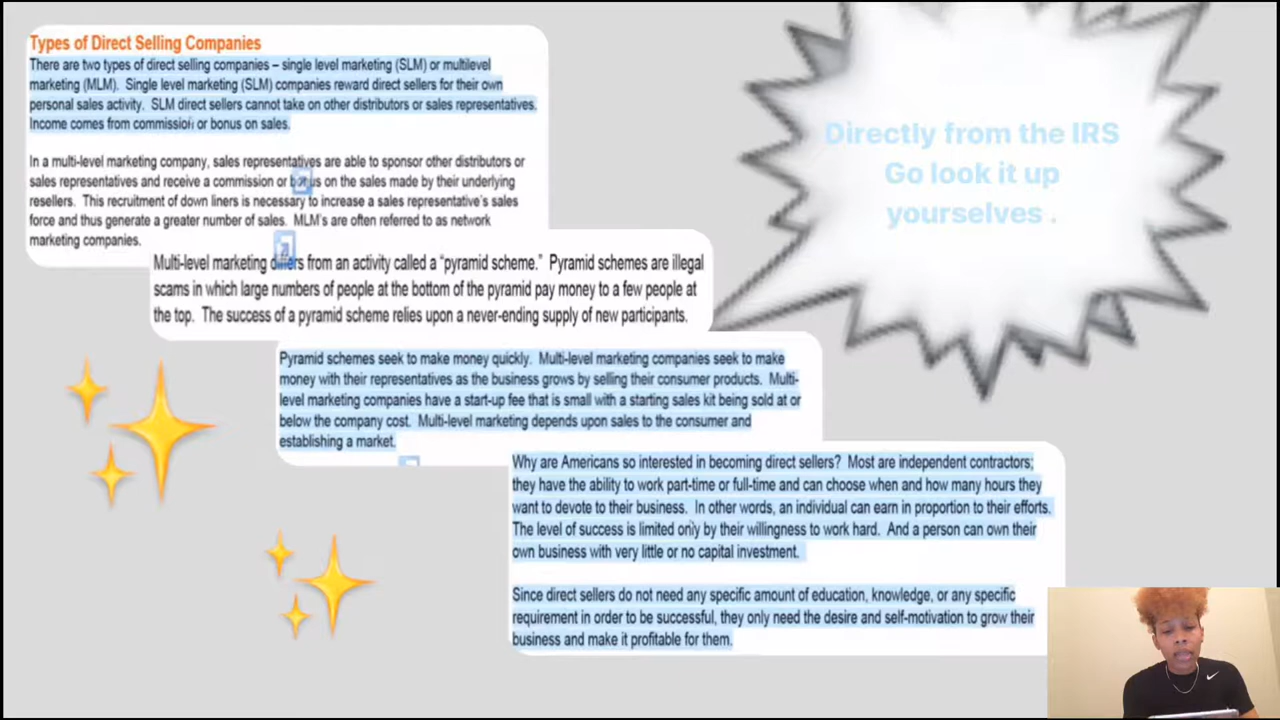 Types of Direct Selling Companies
There are two types of direct selling companies – single level marketing (SLM) or multilevel
marketing (MLM). Single level marketing (SLM) companies reward direct sellers for their own
personal sales activity. SLM direct sellers cannot take on other distributors or sales representatives.
Income comes from commission or bonus on sales.
In a multi-level marketing company, sales representatives are able to sponsor other distributors or
sales representatives and receive a commission or bonus on the sales made by their underlying
resellers. This recruitment of down liners is necessary to increase a sales representative's sales
force and thus generate a greater number of sales. MLM's are often referred to as network
marketing companies.
Multi-level marketing differs from an activity called a “pyramid scheme.” Pyramid schemes are illegal
scams in which large numbers of people at the bottom of the pyramid pay money to a few people at
the top. The success of a pyramid scheme relies upon a never-ending supply of new participants.
Pyramid schemes seek to make money quickly. Multi-level marketing companies seek to make
money with their representatives as the business grows by selling their consumer products. Multi-
level marketing companies have a start-up fee that is small with a starting sales kit being sold at or
below the company cost. Multi-level marketing depends upon sales to the consumer and
establishing a market.
Why are Americans so interested in becoming direct sellers? Most are independent contractors;
they have the ability to work part-time or full-time and can choose when and how many hours they
want to devote to their business. In other words, an individual can earn in proportion to their efforts.
The level of success is limited only by their willingness to work hard. And a person can own their
own business with very little or no capital investment.
Since direct sellers do not need any specific amount of education, knowledge, or any specific
requirement in order to be successful, they only need the desire and self-motivation to grow their
business and make it profitable for them.
Directly from the IRS
Go look it up
yourselves .